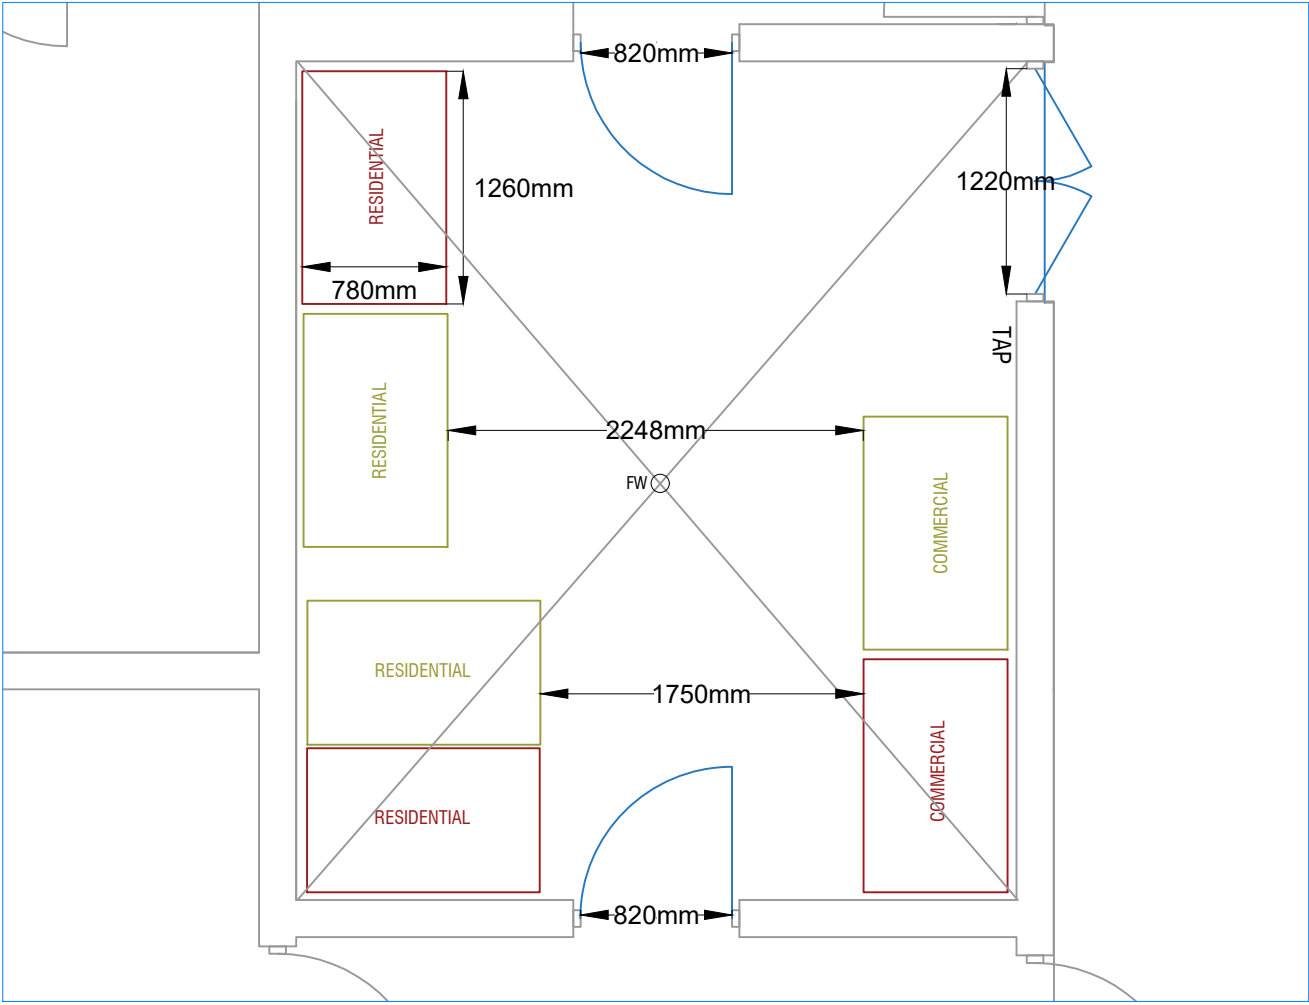 820mm
RESIDENTIAL
1260mm
1220mm
780mm
TAP
RESIDENTIAL
2248mm
FW
COMMERCIAL
RESIDENTIAL
1750mm
RESIDENTIAL
COMMERCIAL
820mm